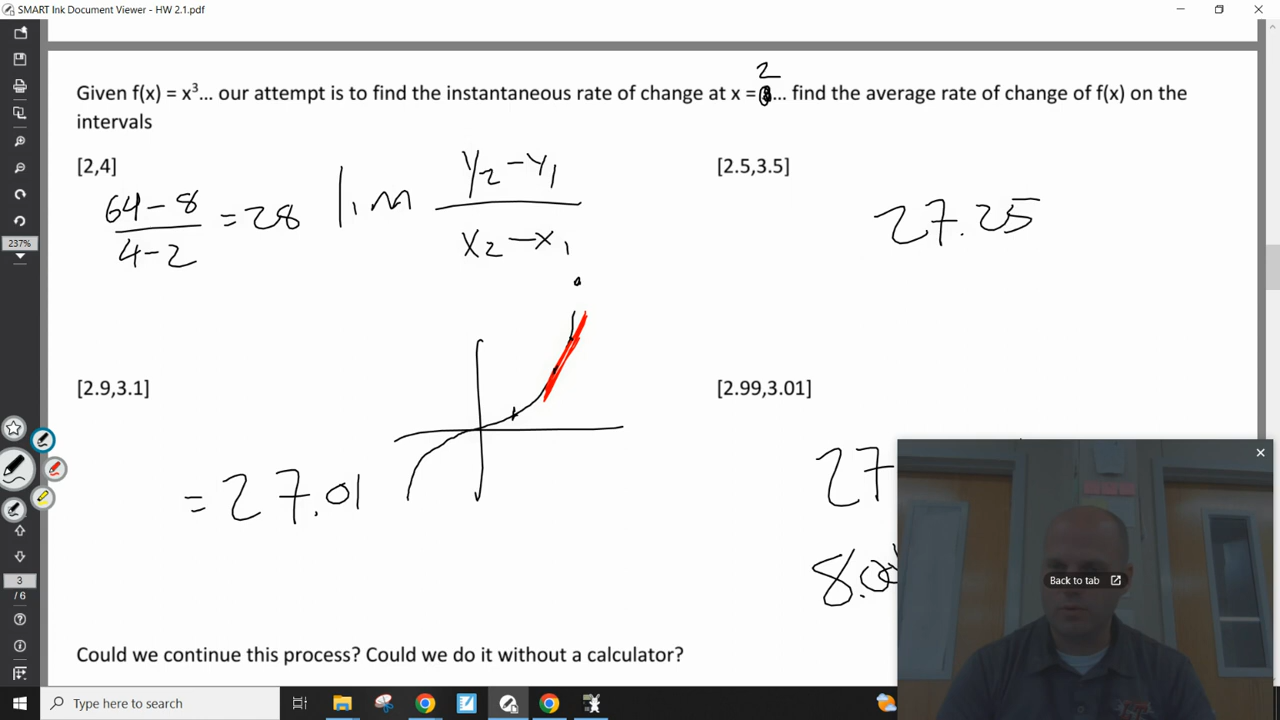 SMART Ink Document Viewer - HW 2.1.pdf
2
Given f(x) = x³... our attempt is to find the instantaneous rate of change at x = ... find the average rate of change of f(x) on the
intervals
[2,4]
64-8
4-2
=28
lim
Y2-Y1
X2-X1
[2.5,3.5]
27.25
237%
[2.9,3.1]
= 27.01
[2.99,3.01]
27
8.00
Back to tab
3
/ 6
Could we continue this process? Could we do it without a calculator?
Type here to search